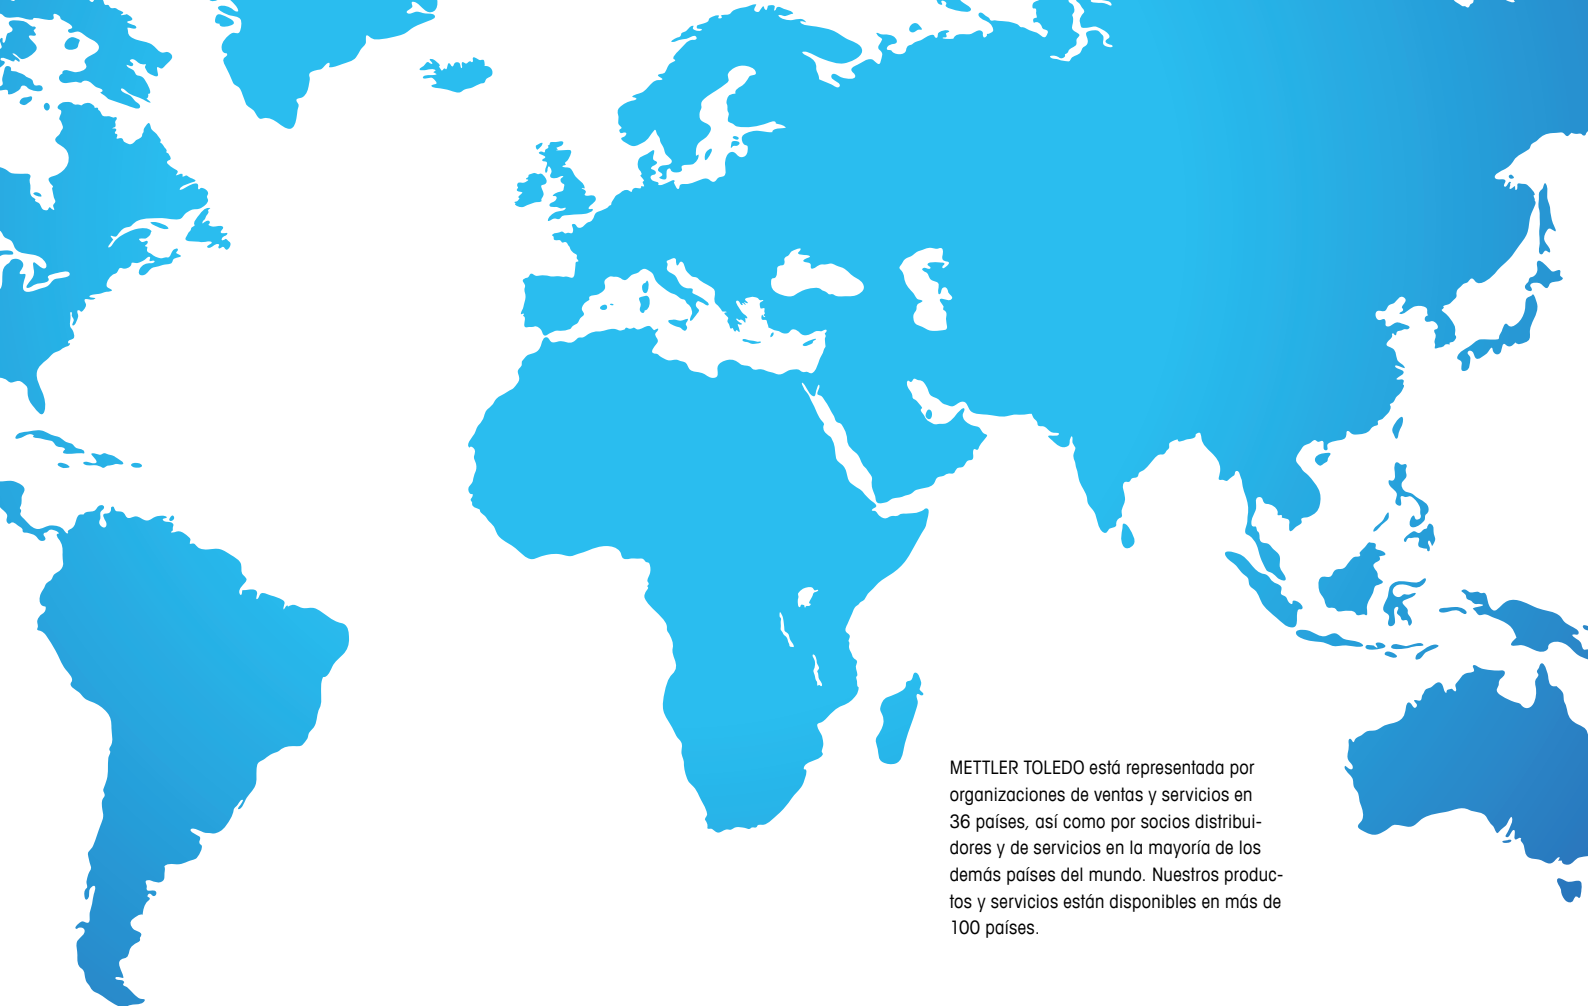 METTLER TOLEDO está representada por
organizaciones de ventas y servicios en
36 países, así como por socios distribui-
dores y de servicios en la mayoría de los
demás países del mundo. Nuestros produc-
tos y servicios están disponibles en más de
100 países.